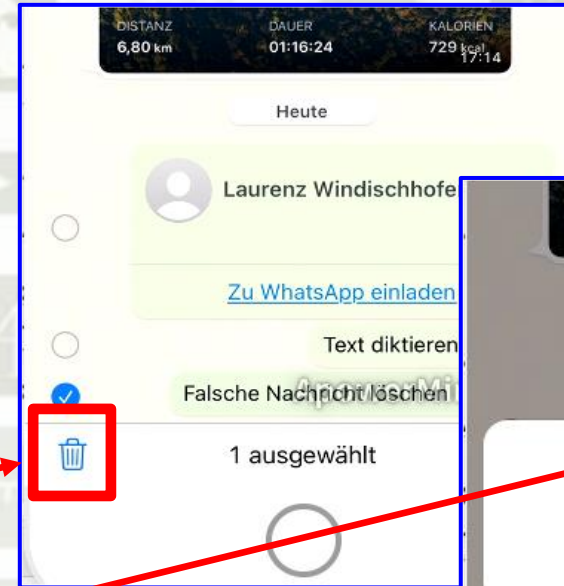 DISTANZ DAUER KALORIEN
6,80 km 01:16:24 729 kcal
17:14
Heute
Laurenz Windischhofe
Zu WhatsApp einladen
Text diktieren
Falsche Nachricht löschen
1 ausgewählt